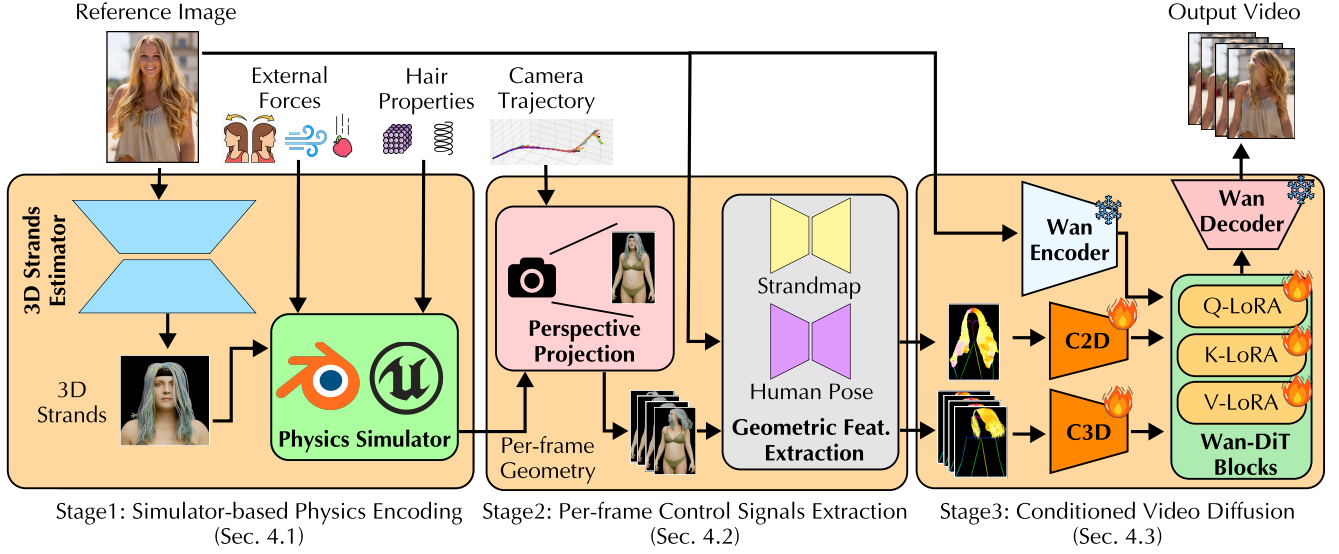 Reference Image
Output Video
External
Forces
Hair
Properties
Camera
Trajectory
3D Strands
Estimator
3D
Strands
Physics Simulator
Perspective
Projection
Per-frame
Geometry
Strandmap
Human Pose
Geometric Feat.
Extraction
Wan
Encoder
Wan
Decoder
C2D
C3D
Q-LoRA
K-LoRA
V-LoRA
Wan-DiT
Blocks
Stage1: Simulator-based Physics Encoding
(Sec. 4.1)
Stage2: Per-frame Control Signals Extraction
(Sec. 4.2)
Stage3: Conditioned Video Diffusion
(Sec. 4.3)